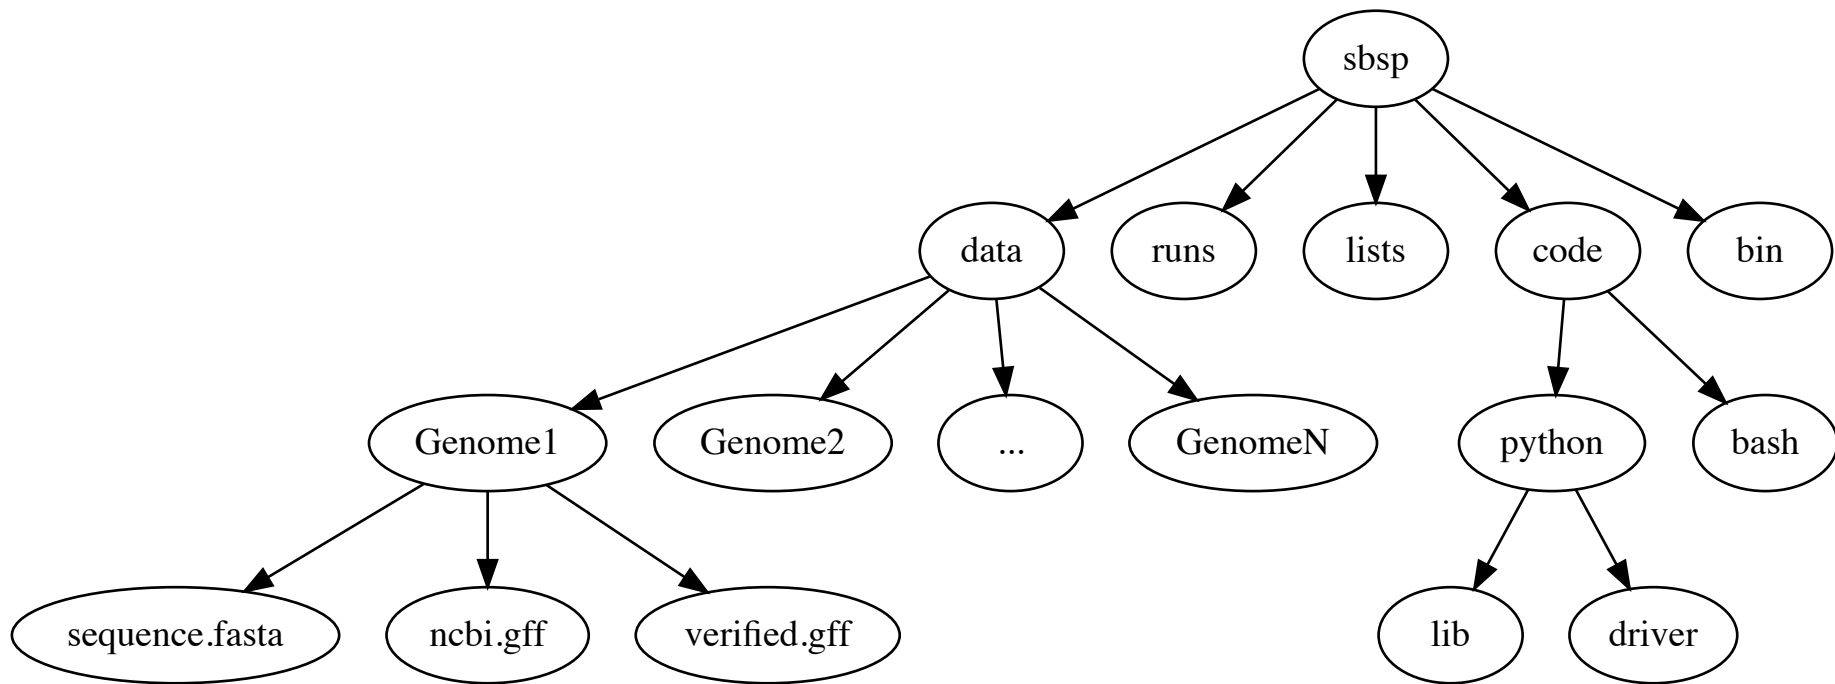 sbsp
data
runs
lists
code
bin
Genome1
Genome2
...
GenomeN
python
bash
sequence.fasta
ncbi.gff
verified.gff
lib
driver